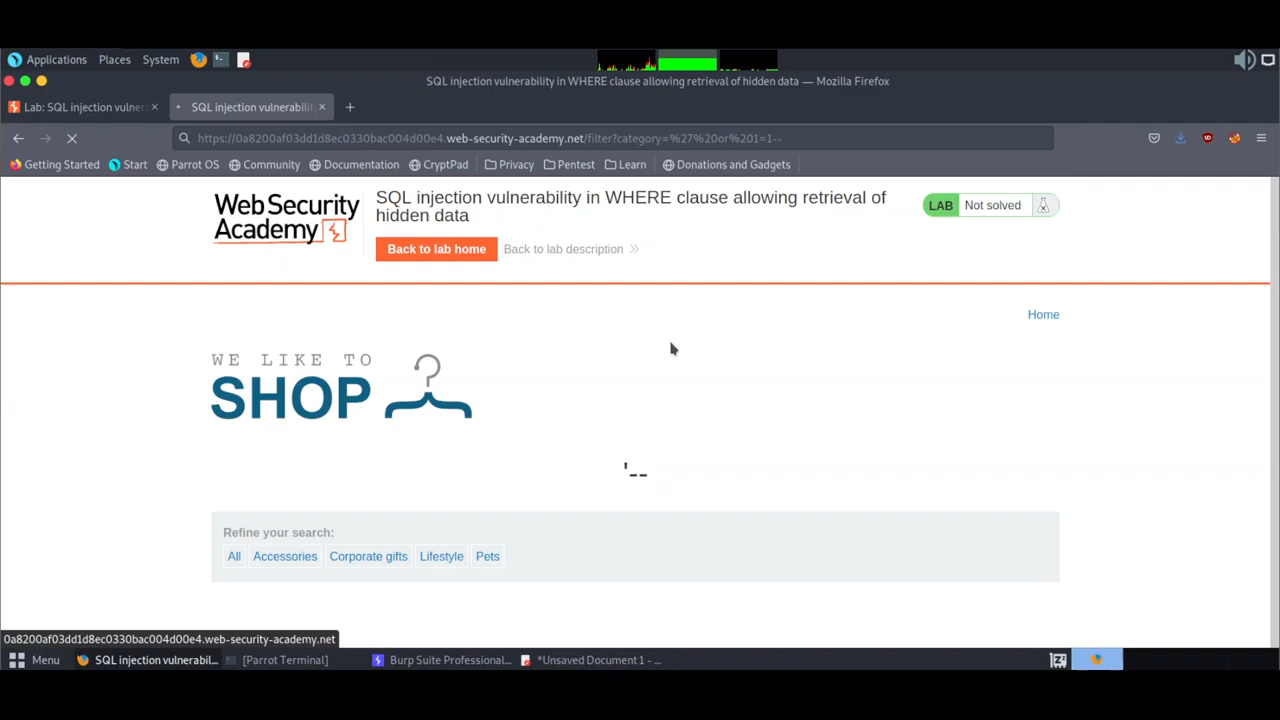 Applications Places System
SQL injection vulnerability in WHERE clause allowing retrieval of hidden data — Mozilla Firefox
Lab: SQL injection vulner × SQL injection vulnerability × +
https://0a8200af03dd1d8ec0330bac004d00e4.web-security-academy.net/filter?category=%27%20or%201=1--
Getting Started Start Parrot OS Community Documentation CryptPad Privacy Pentest Learn Donations and Gadgets
Web Security
Academy
SQL injection vulnerability in WHERE clause allowing retrieval of
hidden data
LAB Not solved
Back to lab home Back to lab description
Home
WE LIKE TO
SHOP
'--
Refine your search:
All Accessories Corporate gifts Lifestyle Pets
0a8200af03dd1d8ec0330bac004d00e4.web-security-academy.net
Menu SQL injection vulnerabil... [Parrot Terminal] Burp Suite Professional... *Unsaved Document 1 - ...